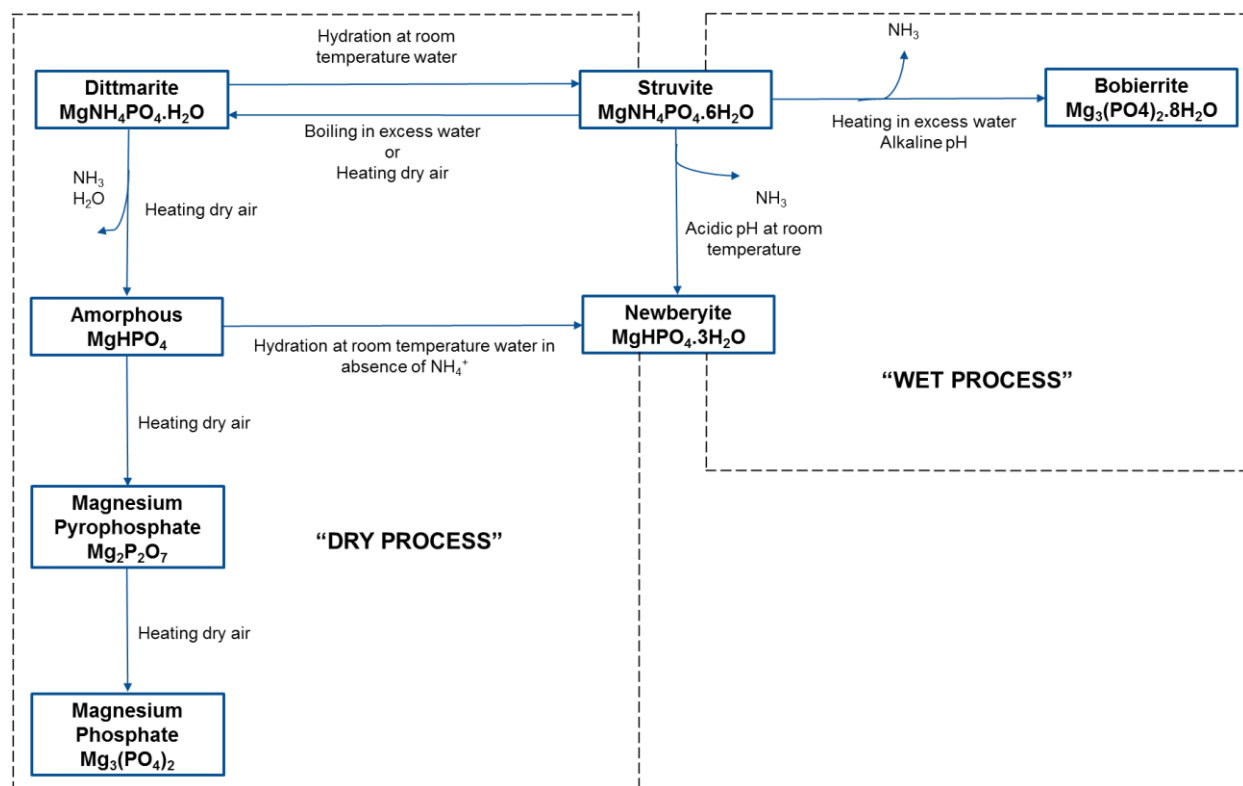 Hydration at room
temperature water
NH₃
Dittmarite
MgNH₄PO₄.H₂O
Struvite
MgNH₄PO₄.6H₂O
Bobierrite
Mg₃(PO4)₂.8H₂O
Boiling in excess water
or
Heating dry air
Heating in excess water
Alkaline pH
NH₃
H₂O
Heating dry air
NH₃
Acidic pH at room
temperature
Amorphous
MgHPO₄
Newberyite
MgHPO₄.3H₂O
Hydration at room temperature water in
absence of NH₄⁺
"WET PROCESS"
Heating dry air
Magnesium
Pyrophosphate
Mg₂P₂O₇
“DRY PROCESS”
Heating dry air
Magnesium
Phosphate
Mg₃(PO₄)₂